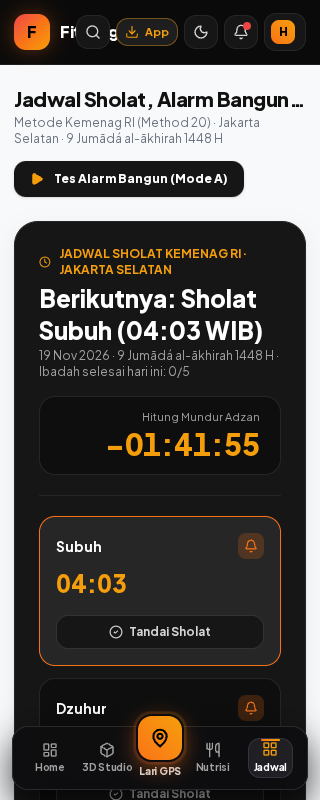 F
App
H
Jadwal Sholat, Alarm Bangun…
Metode Kemenag RI (Method 20) · Jakarta
Selatan · 9 Jumādá al-ākhirah 1448 H
Tes Alarm Bangun (Mode A)
JADWAL SHOLAT KEMENAG RI ·
JAKARTA SELATAN
Berikutnya: Sholat
Subuh (04:03 WIB)
19 Nov 2026 · 9 Jumādá al-ākhirah 1448 H ·
Ibadah selesai hari ini: 0/5
Hitung Mundur Adzan
-01:41:55
Subuh
04:03
Tandai Sholat
Dzuhur
Home
3D Studio
Lari GPS
Nutrisi
Jadwal
Tandai Sholat